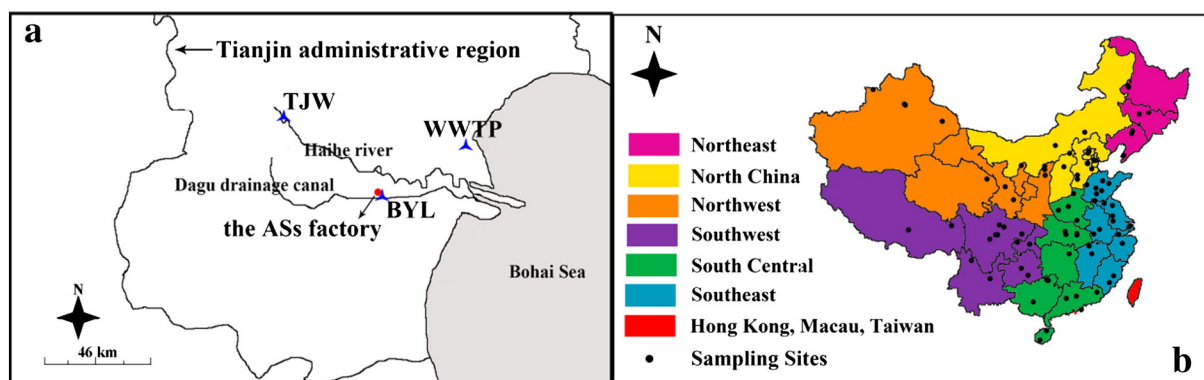 a
Tianjin administrative region
TJW
WWTP
Haihe river
Dagu drainage canal
BYL
the ASs factory
Bohai Sea
N
46 km
N
Northeast
North China
Northwest
Southwest
South Central
Southeast
Hong Kong, Macau, Taiwan
Sampling Sites
b